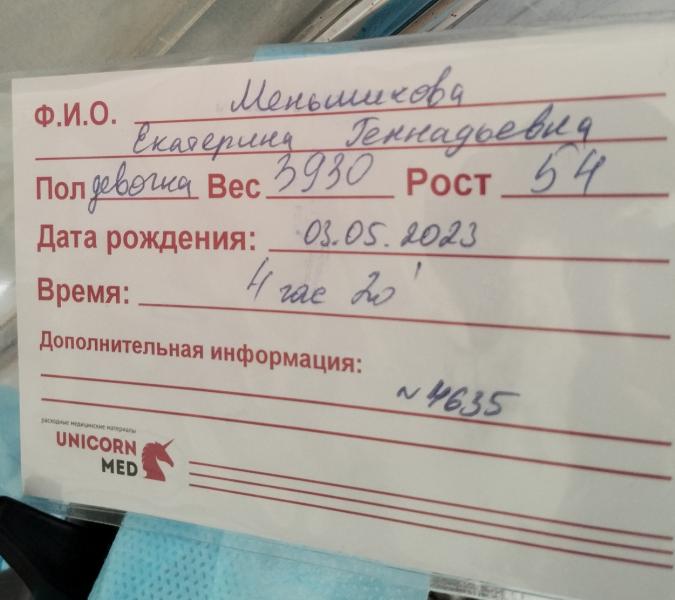 Ф.И.О. Меньшикова
Екатерина Геннадьевна
Пол девочка Вес 3930 Рост 54
Дата рождения: 03.05.2023
Время: 4 час 20'
Дополнительная информация:
№4635
расходные медицинские материалы
UNICORN
MED